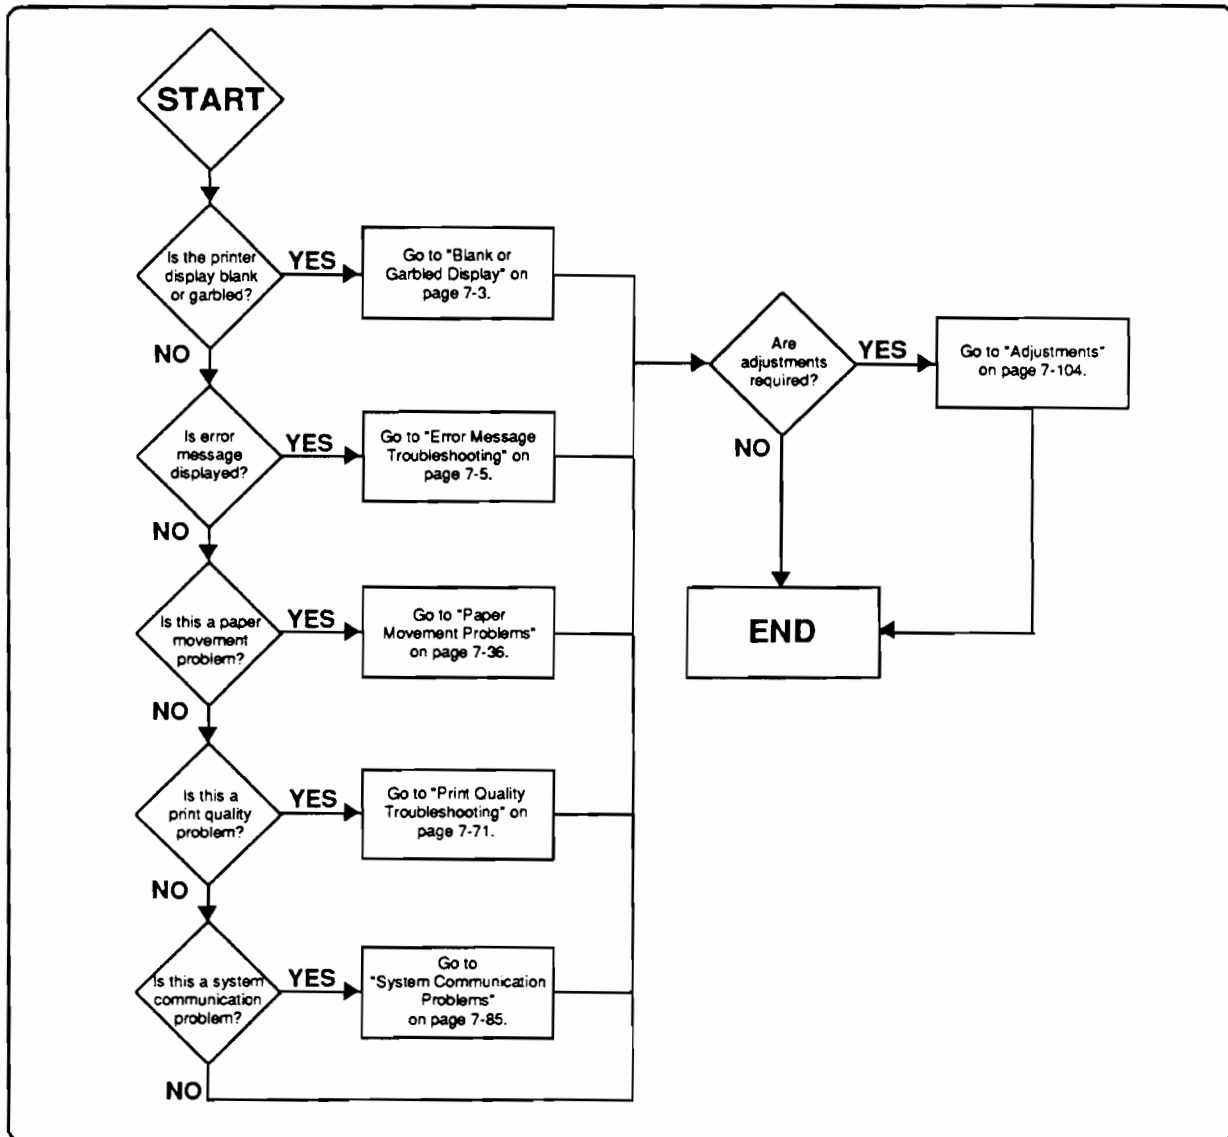 START
Is the printer
display blank
or garbled?
YES
Go to "Blank or
Garbled Display" on
page 7-3.
NO
Is error
message
displayed?
YES
Go to "Error Message
Troubleshooting" on
page 7-5.
NO
Is this a paper
movement
problem?
YES
Go to "Paper
Movement Problems"
on page 7-36.
NO
Is this a
print quality
problem?
YES
Go to "Print Quality
Troubleshooting" on
page 7-71.
NO
Is this a system
communication
problem?
YES
Go to
"System Communication
Problems"
on page 7-85.
NO
Are
adjustments
required?
YES
Go to "Adjustments"
on page 7-104.
NO
END